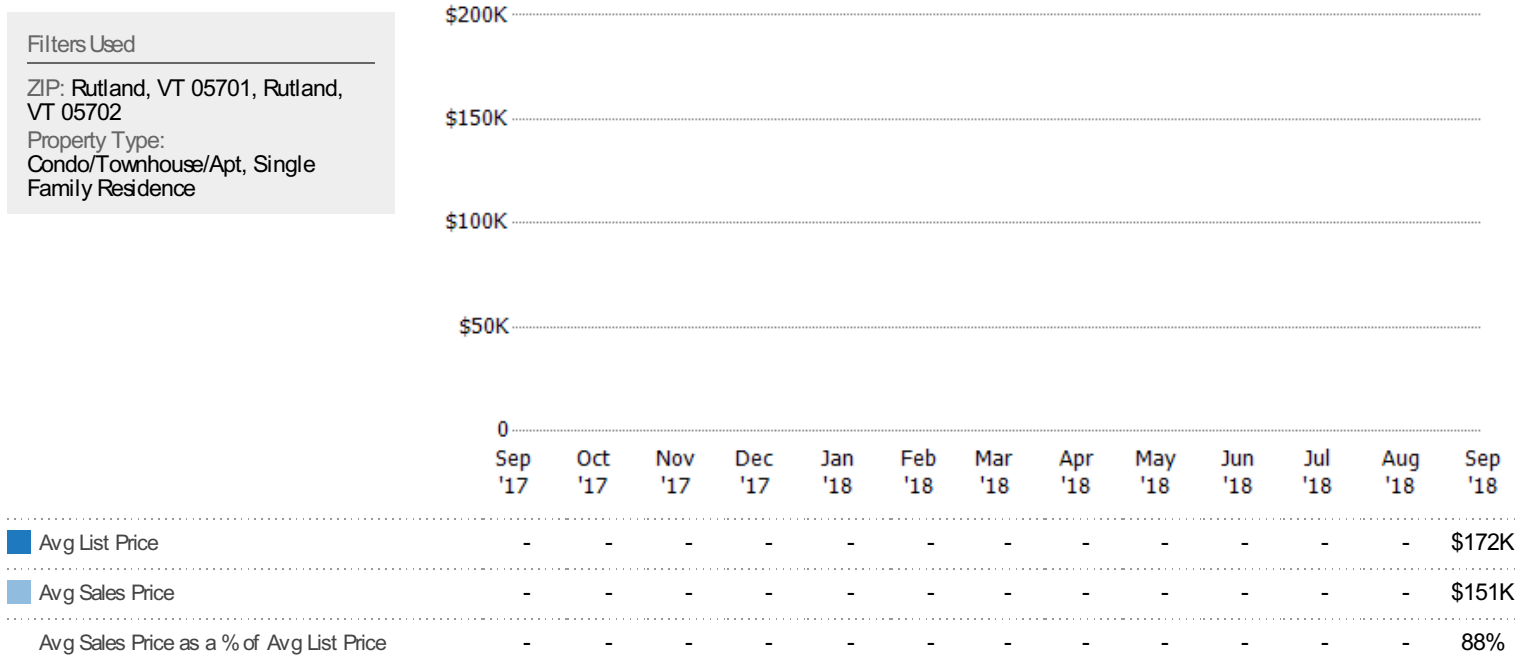 Filters Used
ZIP: Rutland, VT 05701, Rutland,
VT 05702
Property Type:
Condo/Townhouse/Apt, Single
Family Residence
$200K
$150K
$100K
$50K
0
Sep Oct Nov Dec Jan Feb Mar Apr May Jun Jul Aug Sep
'17 '17 '17 '17 '18 '18 '18 '18 '18 '18 '18 '18 '18
Avg List Price - - - - - - - - - - - - $172K
Avg Sales Price - - - - - - - - - - - - $151K
Avg Sales Price as a % of Avg List Price - - - - - - - - - - - - 88%